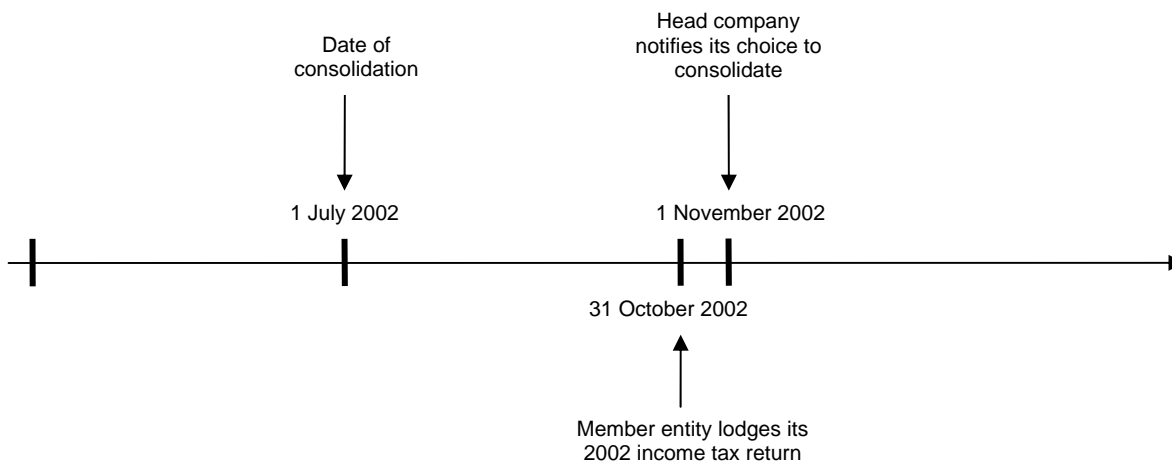 Date of
consolidation
Head company
notifies its choice to
consolidate
1 July 2002
1 November 2002
31 October 2002
Member entity lodges its
2002 income tax return